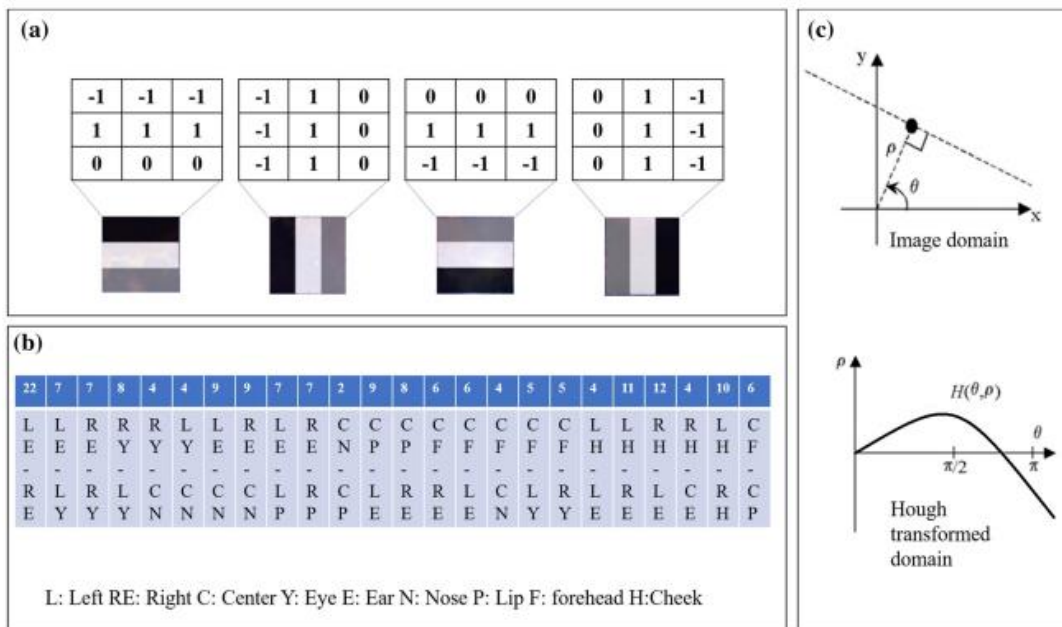 (a)
-1 -1 -1
1 1 1
0 0 0
-1 1 0
-1 1 0
-1 1 0
0 0 0
1 1 1
-1 -1 -1
0 1 -1
0 1 -1
0 1 -1
(b)
22 7 7 8 4 4 9 9 7 7 2 9 8 6 6 4 5 5 4 11 12 4 10 6
L L R R R L L R L R C C C C C C C C L L R R L C
E E E Y Y Y E E E E N P P F F F F F H H H H H F
- - - - - - - - - - - - - - - - - - - - - - - -
R L R L C C C C L R C L R R L C L R L R L C R C
E Y Y Y N N N N P P P E E E E N Y Y E E E E H P
L: Left RE: Right C: Center Y: Eye E: Ear N: Nose P: Lip F: forehead H:Cheek
(c)
y
ρ
θ
x
Image domain
ρ
H(θ,ρ)
θ
π/2
π
Hough
transformed
domain